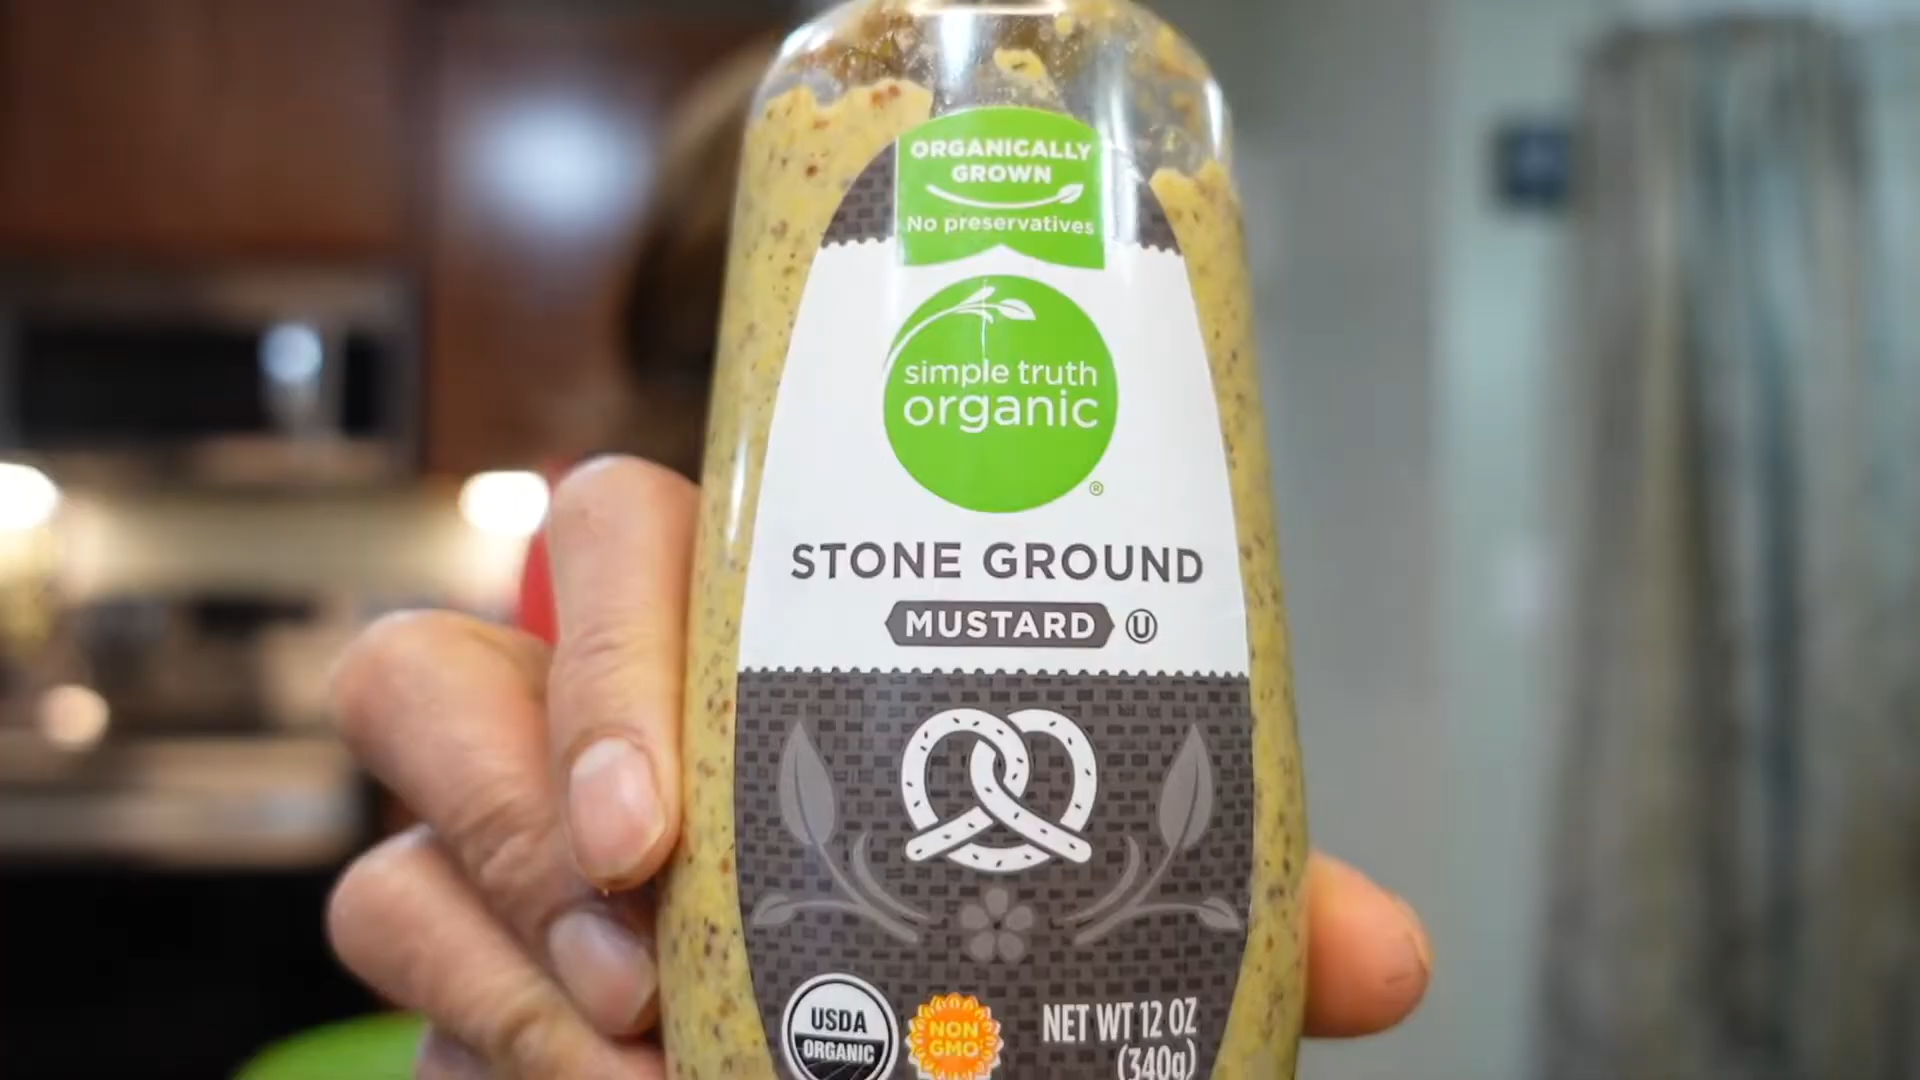 ORGANICALLY
GROWN
No preservatives
simple truth
organic
®
STONE GROUND
MUSTARD U
USDA
ORGANIC
NON
GMO
NET WT 12 OZ
(340g)